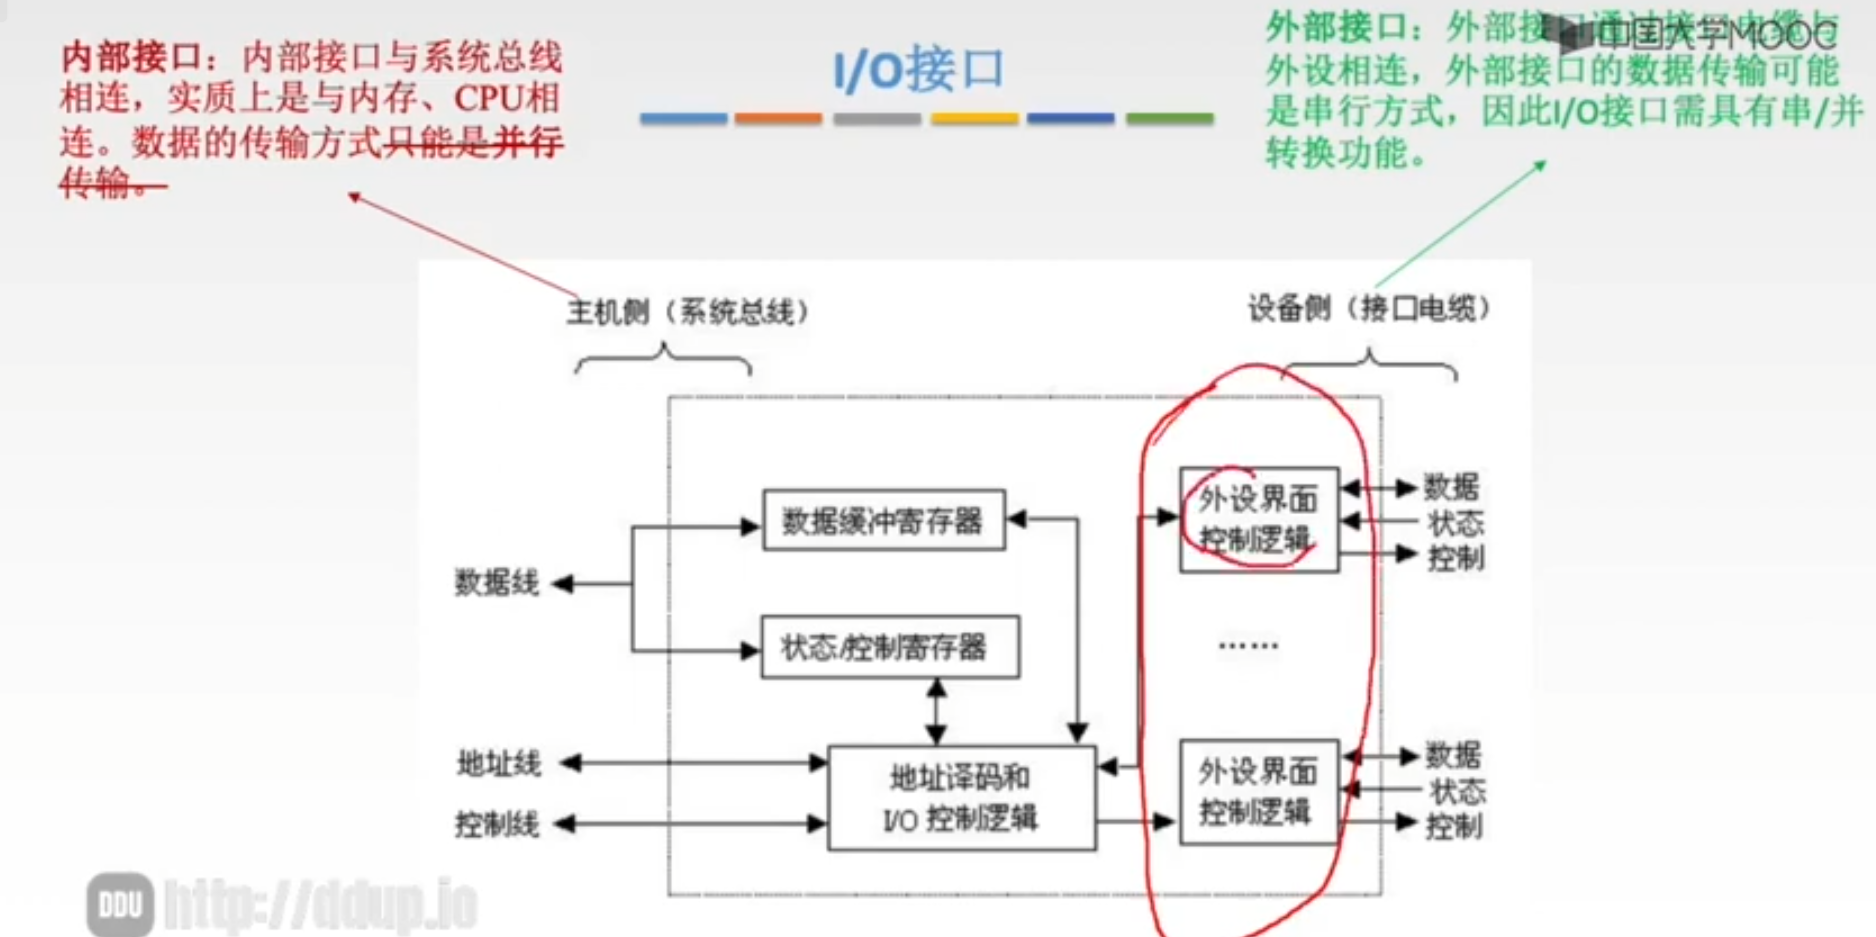 I/O接口
内部接口：内部接口与系统总线
相连，实质上是与内存、CPU相
连。数据的传输方式只能是并行
传输。
外部接口：外部接口通过接口电缆与
外设相连，外部接口的数据传输可能
是串行方式，因此I/O接口需具有串/并
转换功能。
中国大学MOOC
主机侧（系统总线）
设备侧（接口电缆）
数据缓冲寄存器
外设界面
控制逻辑
数据
状态
控制
数据线
状态/控制寄存器
……
地址线
控制线
地址译码和
I/O 控制逻辑
外设界面
控制逻辑
数据
状态
控制
DDU http://ddup.io